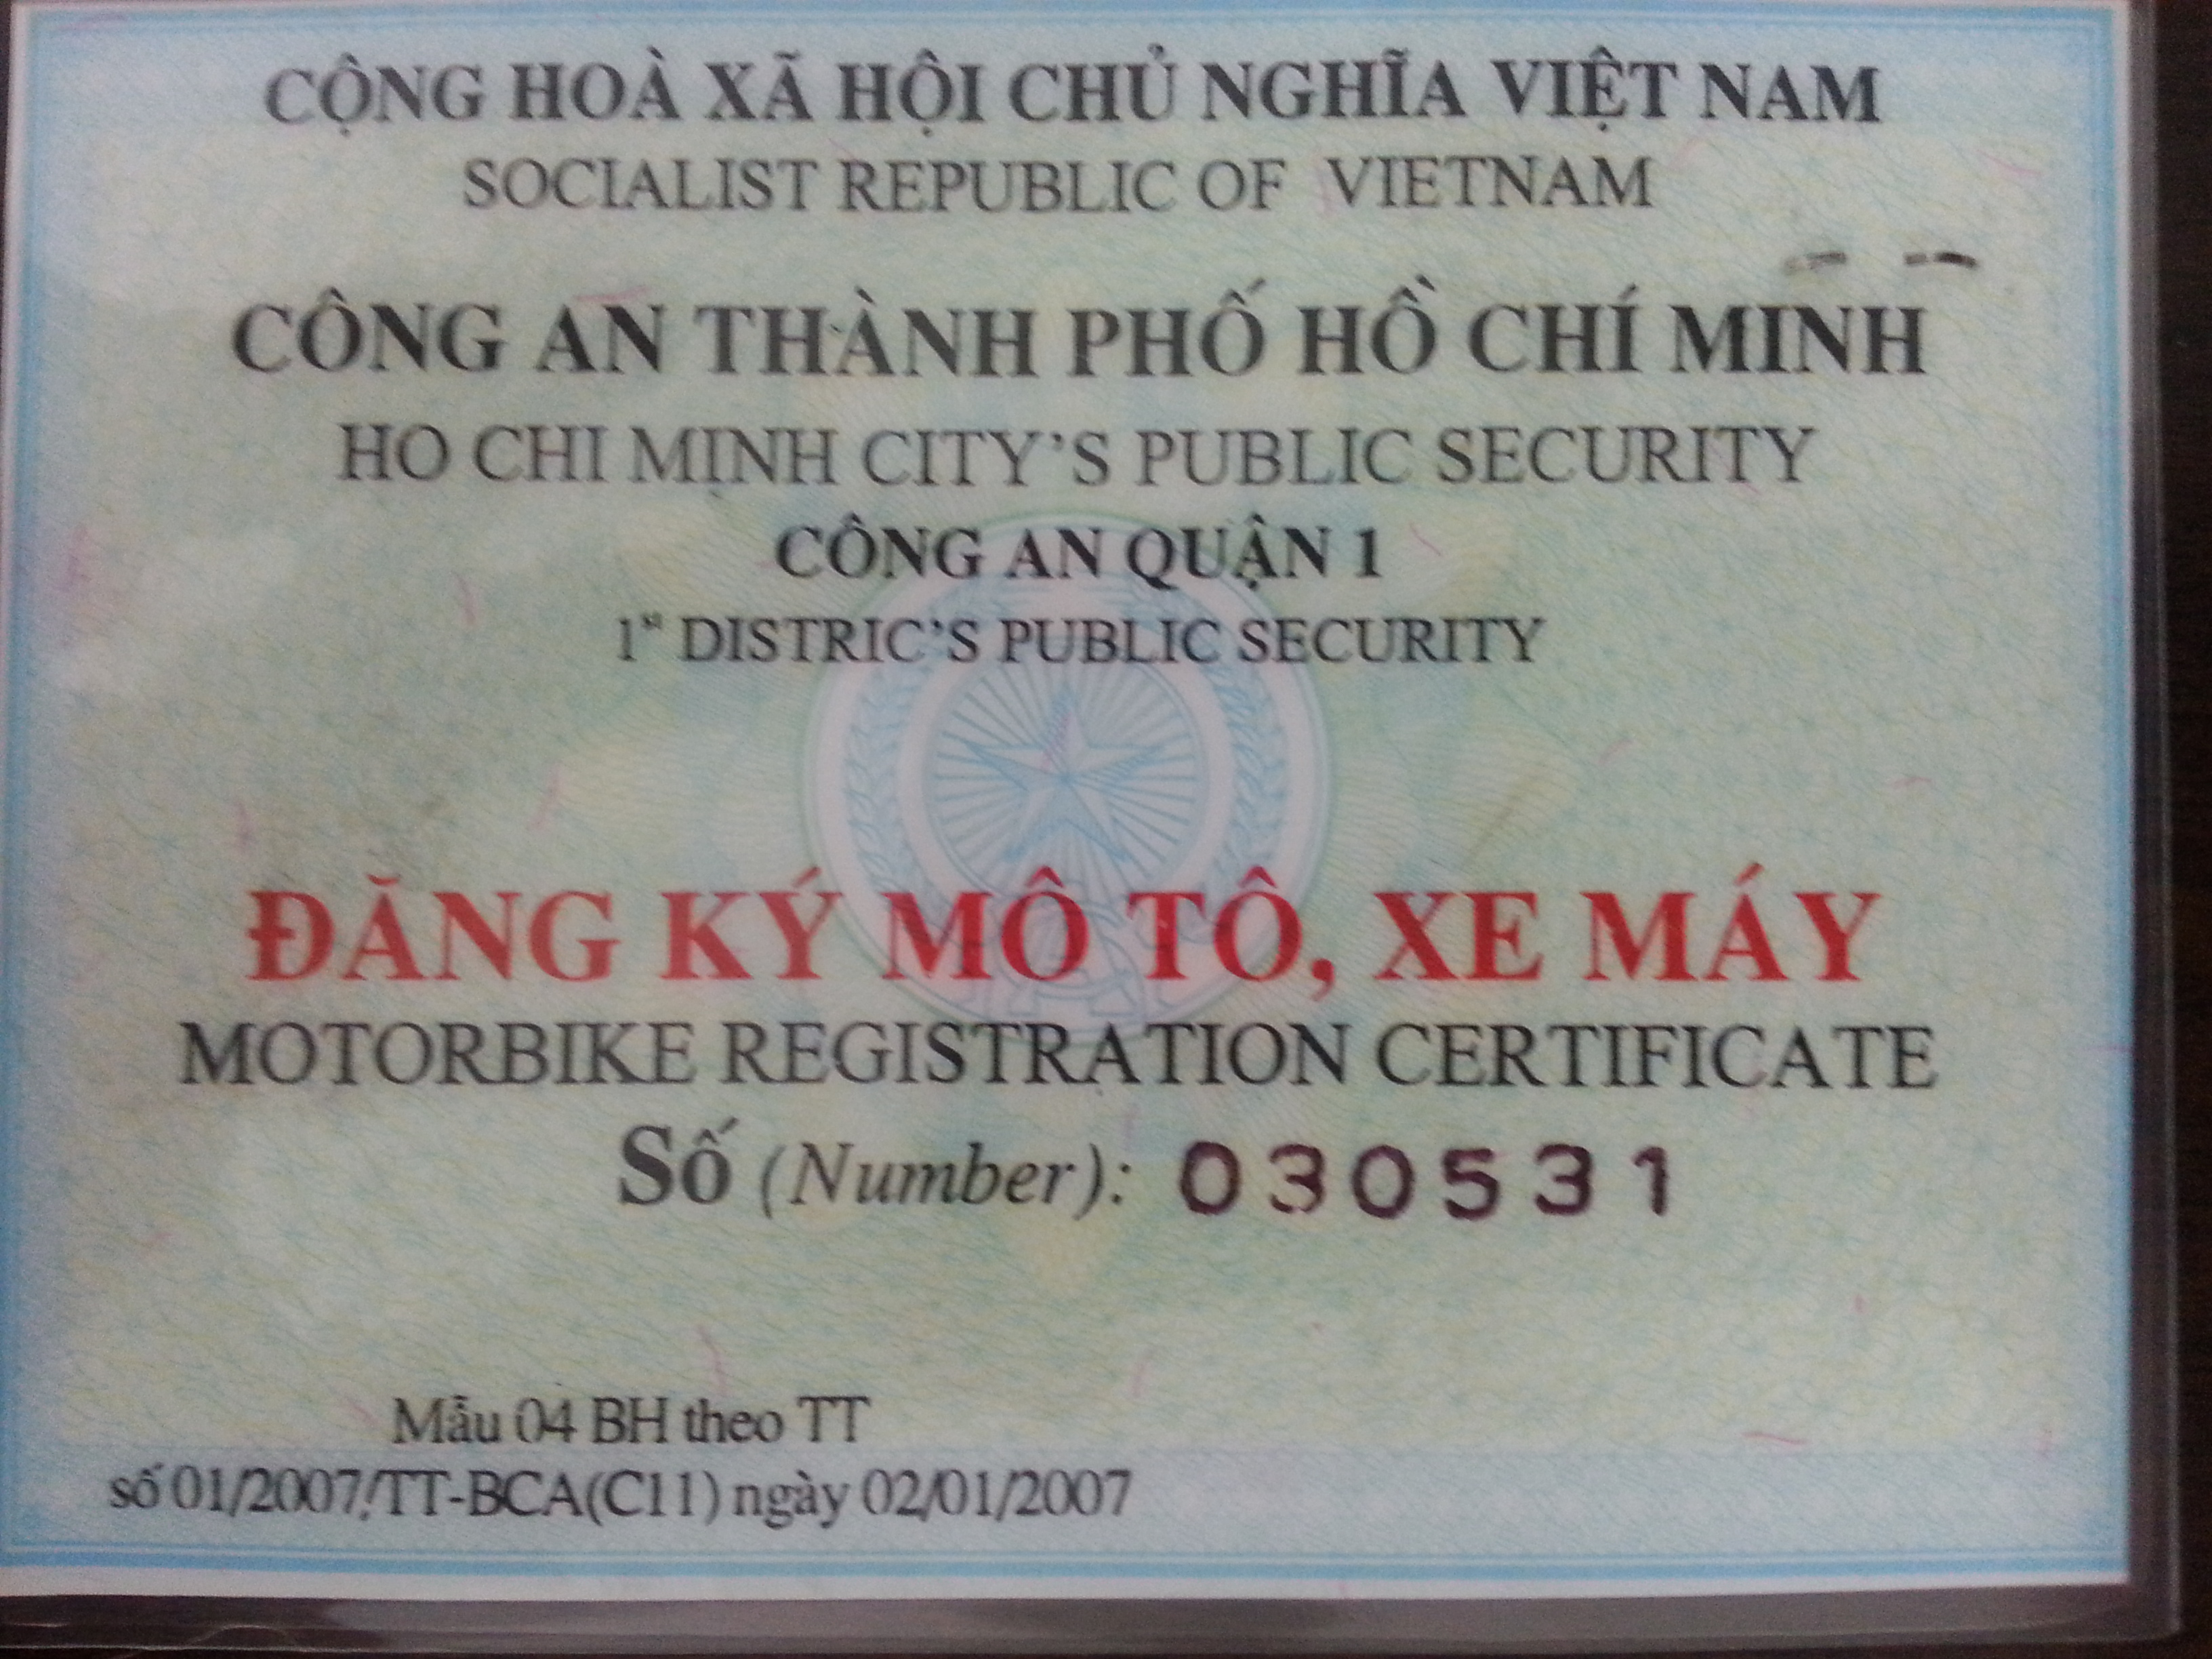 CỘNG HOÀ XÃ HỘI CHỦ NGHĨA VIỆT NAM
SOCIALIST REPUBLIC OF VIETNAM
CÔNG AN THÀNH PHỐ HỒ CHÍ MINH
HO CHI MINH CITY'S PUBLIC SECURITY
CÔNG AN QUẬN 1
1st DISTRIC'S PUBLIC SECURITY
ĐĂNG KÝ MÔ TÔ, XE MÁY
MOTORBIKE REGISTRATION CERTIFICATE
Số (Number): 030531
Mẫu 04 BH theo TT
số 01/2007/TT-BCA(C11) ngày 02/01/2007